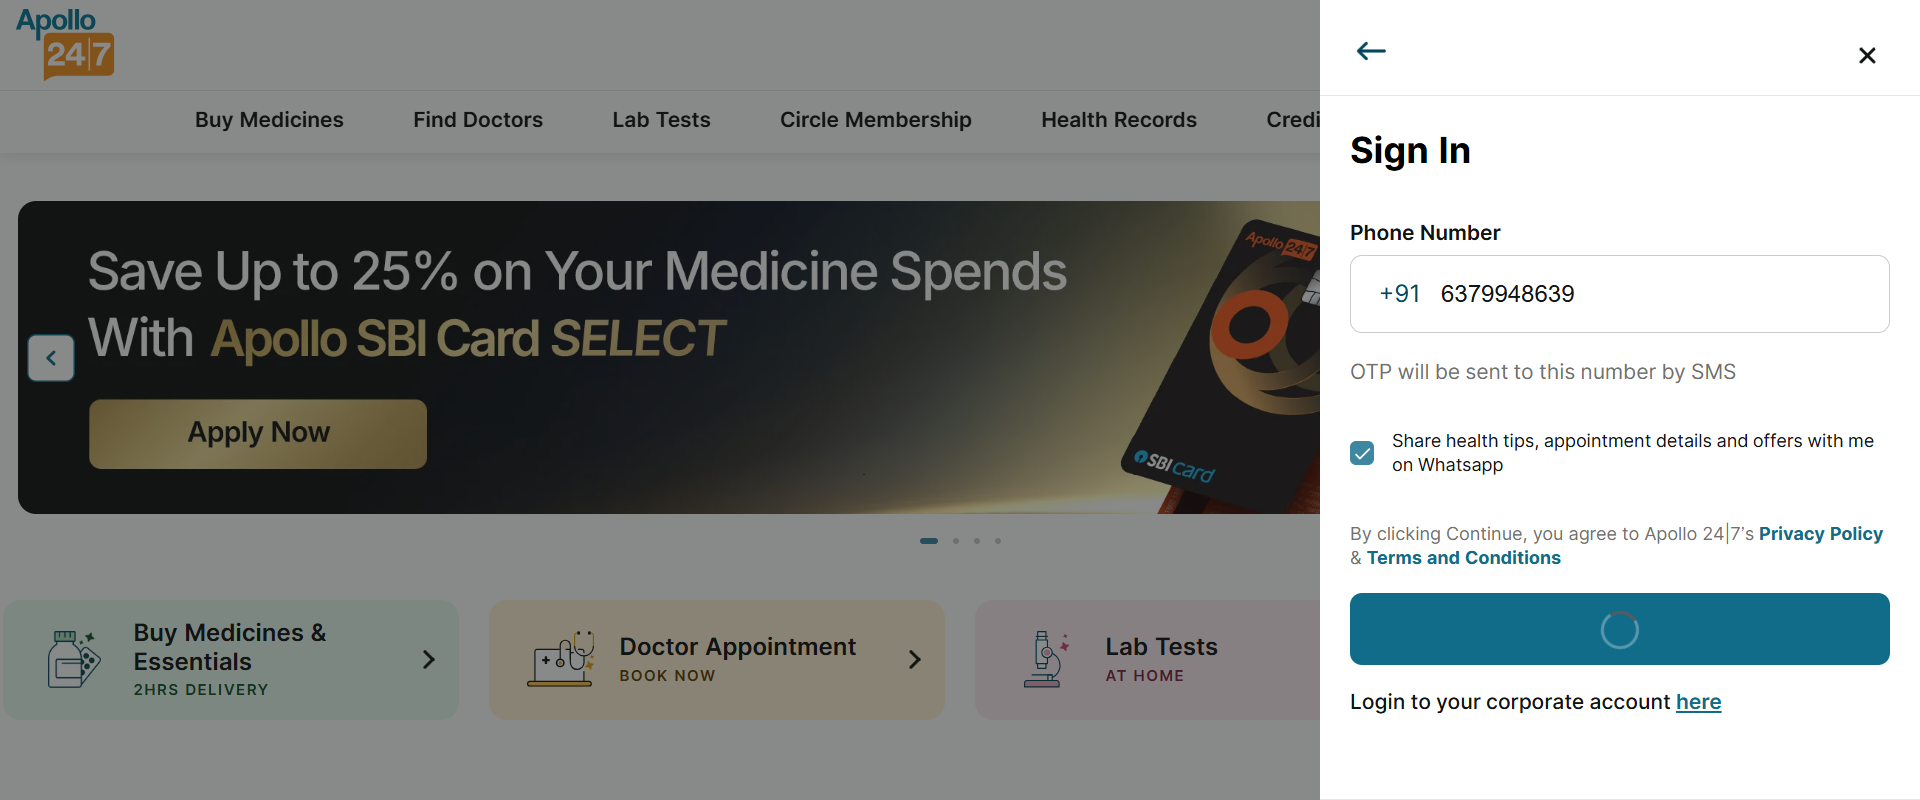 Apollo
24|7
Buy Medicines
Find Doctors
Lab Tests
Circle Membership
Health Records
Credi
Save Up to 25% on Your Medicine Spends
With Apollo SBI Card SELECT
Apply Now
Apollo 24|7
SBI card
Buy Medicines &
Essentials
2HRS DELIVERY
Doctor Appointment
BOOK NOW
Lab Tests
AT HOME
Sign In
Phone Number
+91 6379948639
OTP will be sent to this number by SMS
Share health tips, appointment details and offers with me
on Whatsapp
By clicking Continue, you agree to Apollo 24|7's Privacy Policy
& Terms and Conditions
Login to your corporate account here